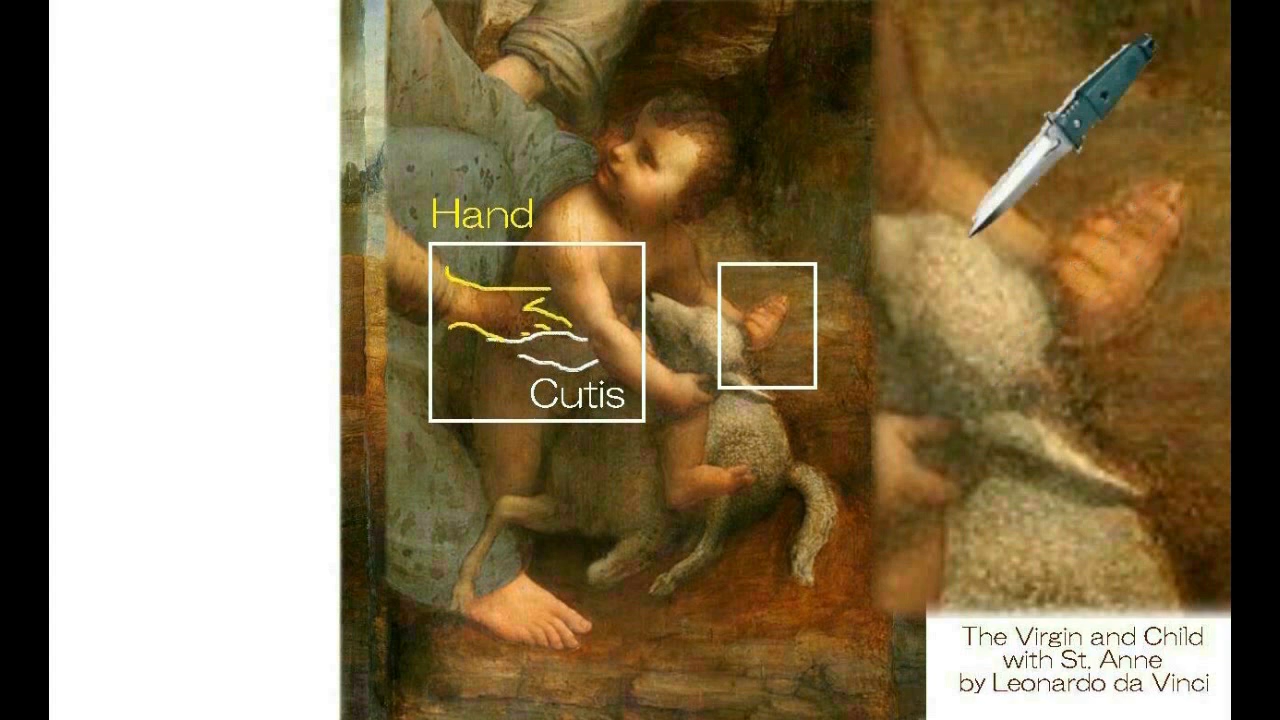 Hand
Cutis
The Virgin and Child
with St. Anne
by Leonardo da Vinci